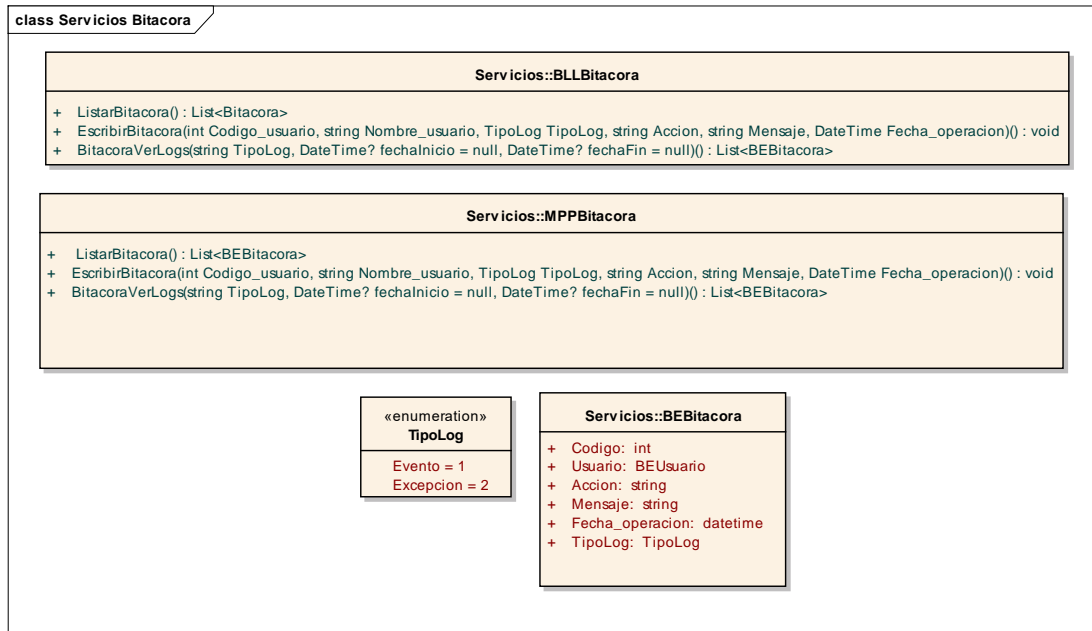 class Servicios Bitacora
Servicios::BLLBitacora
+ ListarBitacora() : List<Bitacora>
+ EscribirBitacora(int Codigo_usuario, string Nombre_usuario, TipoLog TipoLog, string Accion, string Mensaje, DateTime Fecha_operacion)() : void
+ BitacoraVerLogs(string TipoLog, DateTime? fechaInicio = null, DateTime? fechaFin = null)() : List<BEBitacora>
Servicios::MPPBitacora
+ ListarBitacora() : List<BEBitacora>
+ EscribirBitacora(int Codigo_usuario, string Nombre_usuario, TipoLog TipoLog, string Accion, string Mensaje, DateTime Fecha_operacion)() : void
+ BitacoraVerLogs(string TipoLog, DateTime? fechaInicio = null, DateTime? fechaFin = null)() : List<BEBitacora>
«enumeration»
TipoLog
Evento = 1
Excepcion = 2
Servicios::BEBitacora
+ Codigo: int
+ Usuario: BEUsuario
+ Accion: string
+ Mensaje: string
+ Fecha_operacion: datetime
+ TipoLog: TipoLog